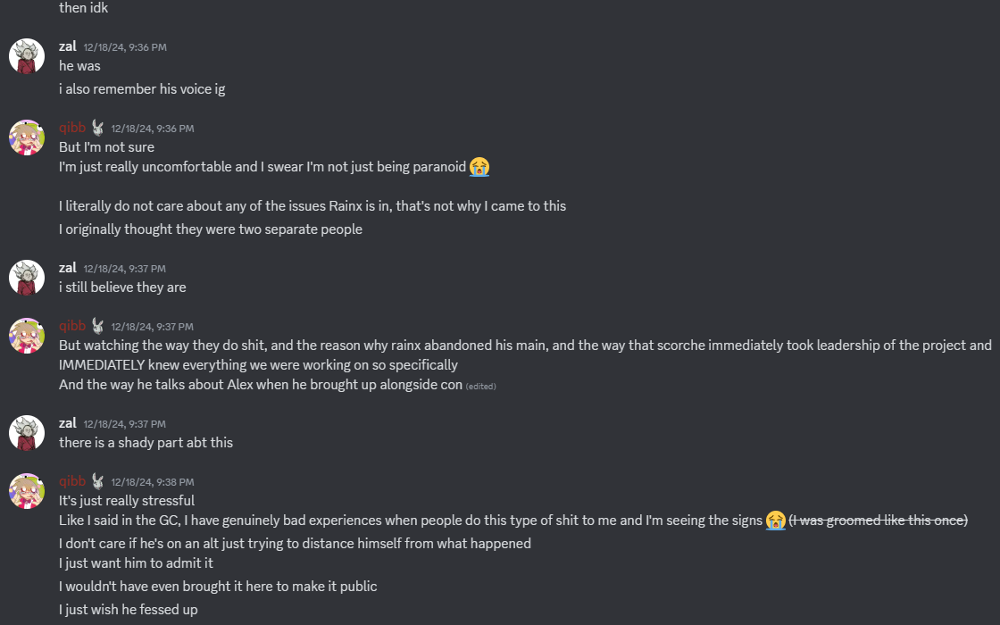 then idk
zal 12/18/24, 9:36 PM
he was
i also remember his voice ig
qibb 12/18/24, 9:36 PM
But I'm not sure
I'm just really uncomfortable and I swear I'm not just being paranoid 😭
I literally do not care about any of the issues Rainx is in, that's not why I came to this
I originally thought they were two separate people
zal 12/18/24, 9:37 PM
i still believe they are
qibb 12/18/24, 9:37 PM
But watching the way they do shit, and the reason why rainx abandoned his main, and the way that scorche immediately took leadership of the project and
IMMEDIATELY knew everything we were working on so specifically
And the way he talks about Alex when he brought up alongside con (edited)
zal 12/18/24, 9:37 PM
there is a shady part abt this
qibb 12/18/24, 9:38 PM
It's just really stressful
Like I said in the GC, I have genuinely bad experiences when people do this type of shit to me and I'm seeing the signs 😭 (I was groomed like this once)
I don't care if he's on an alt just trying to distance himself from what happened
I just want him to admit it
I wouldn't have even brought it here to make it public
I just wish he fessed up